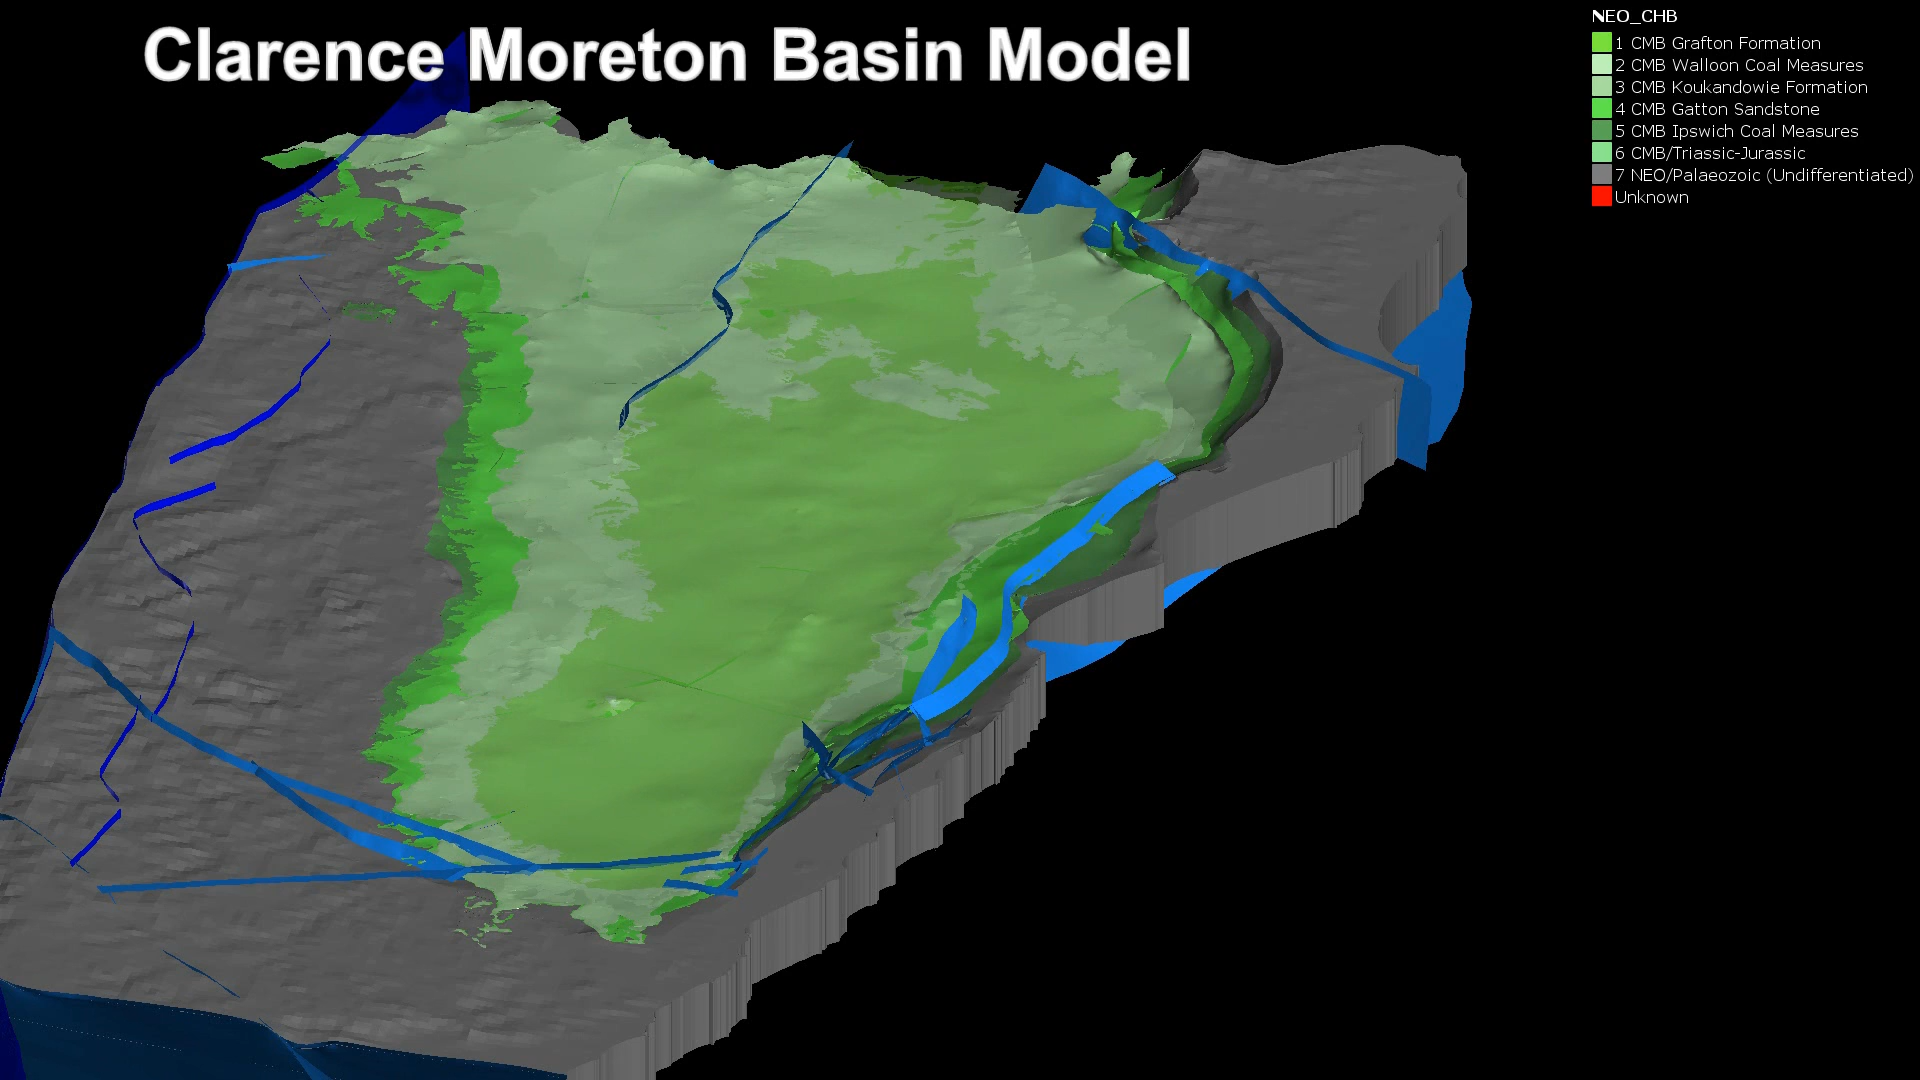 Clarence Moreton Basin Model
NEO_CHB
1 CMB Grafton Formation
2 CMB Walloon Coal Measures
3 CMB Koukandowie Formation
4 CMB Gatton Sandstone
5 CMB Ipswich Coal Measures
6 CMB/Triassic-Jurassic
7 NEO/Palaeozoic (Undifferentiated)
Unknown